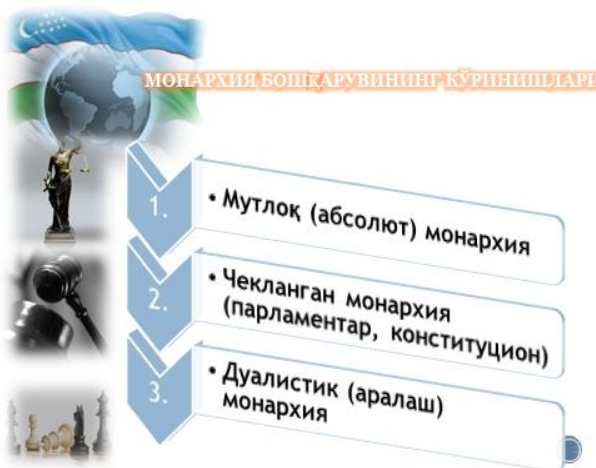 МОНАРХИЯ БОШҚАРУВИНИНГ КЎРИНИШЛАРИ
1.
• Мутлоқ (абсолют) монархия
2.
• Чекланган монархия
(парламентар, конституцион)
3.
• Дуалистик (аралаш)
монархия